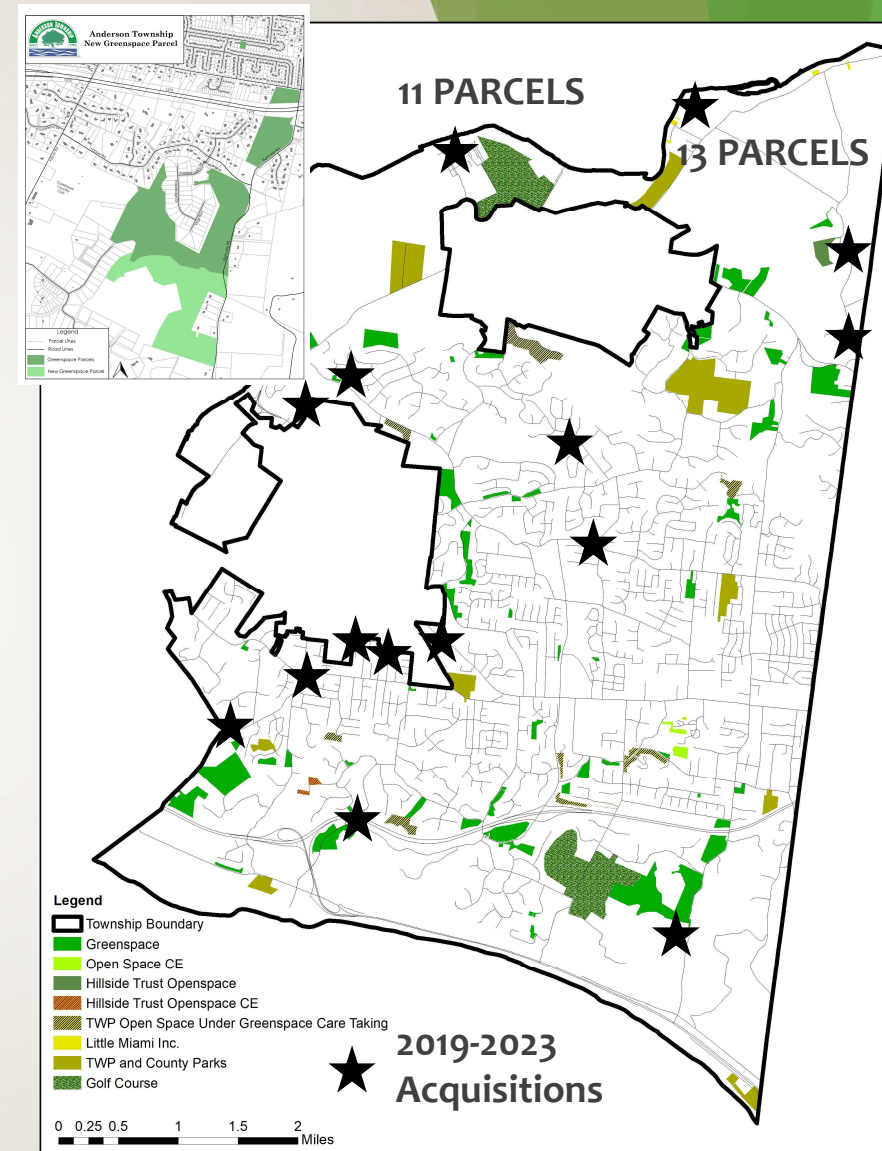 Anderson Township
Anderson Township
New Greenspace Parcel
Legend
Parcel Lines
Road Lines
Greenspace Parcels
New Greenspace Parcel
11 PARCELS
13 PARCELS
Legend
Township Boundary
Greenspace
Open Space CE
Hillside Trust Openspace
Hillside Trust Openspace CE
TWP Open Space Under Greenspace Care Taking
Little Miami Inc.
TWP and County Parks
Golf Course
2019-2023
Acquisitions
0 0.25 0.5 1 1.5 2
Miles